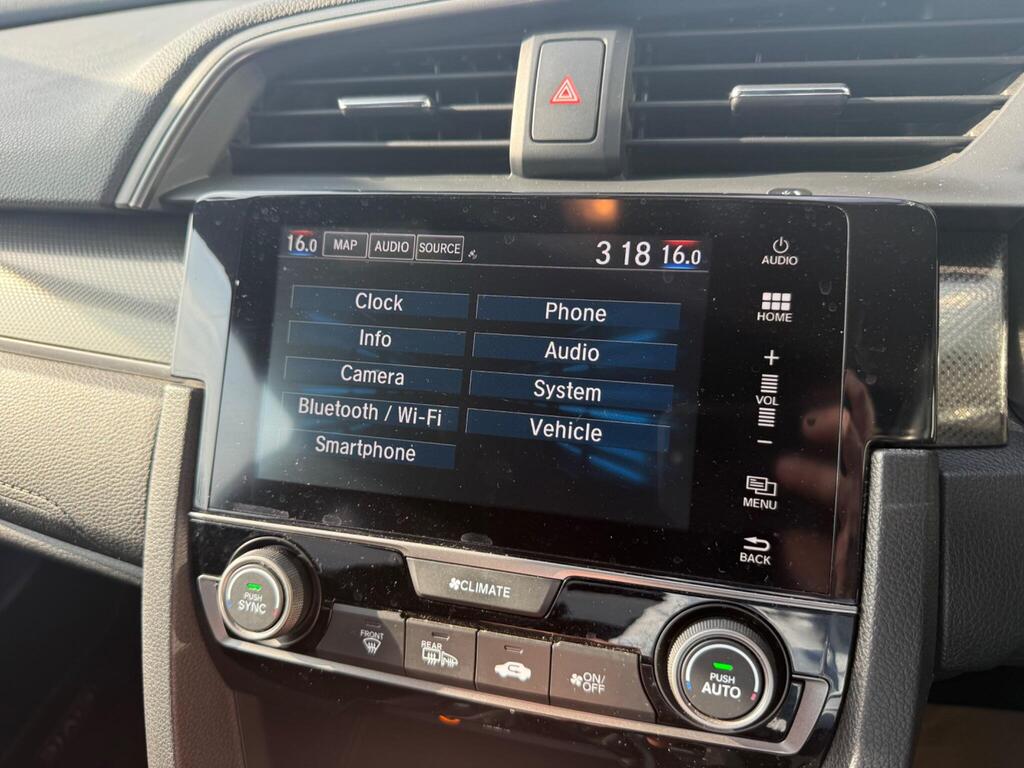 16.0 MAP AUDIO SOURCE 3 18 16.0
Clock
Phone
Info
Audio
Camera
System
Bluetooth / Wi-Fi
Vehicle
Smartphone
AUDIO
HOME
+
VOL
−
MENU
BACK
CLIMATE
PUSH
SYNC
FRONT
REAR
ON/
OFF
PUSH
AUTO